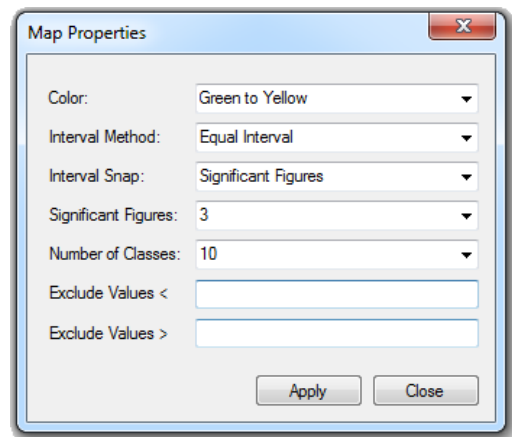 Map Properties
Color: Green to Yellow
Interval Method: Equal Interval
Interval Snap: Significant Figures
Significant Figures: 3
Number of Classes: 10
Exclude Values <
Exclude Values >
Apply Close